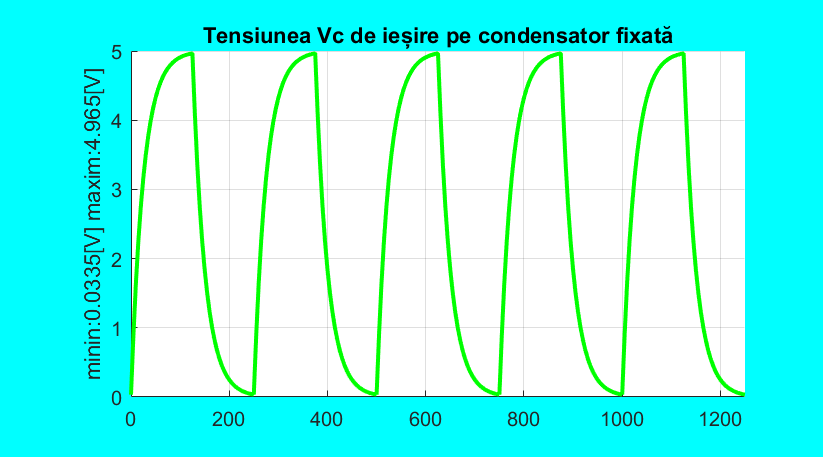 Tensiunea Vc de ieșire pe condensator fixată
minin:0.0335[V] maxim:4.965[V]
5
4
3
2
1
0
0 200 400 600 800 1000 1200